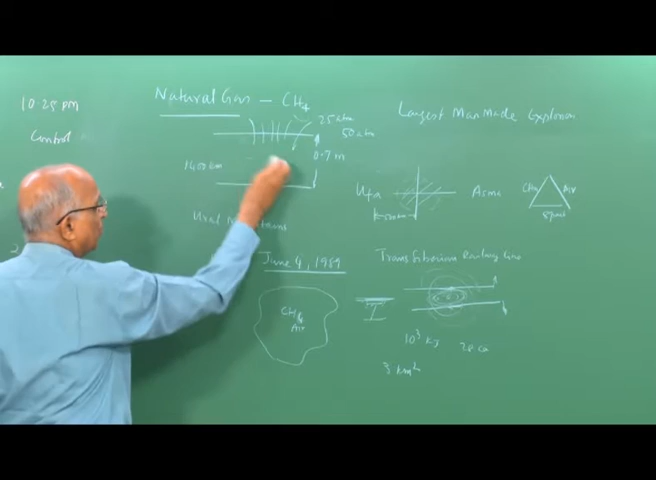 10.25 pm
Control
Natural Gas - CH4
25 atm
50 atm
0.7 m
1400 km
Ural Mountains
June 4, 1989
CH4
Air
Largest Man Made Explosion
Ufa
Asma
CH4
Air
Spark
Trans Siberian Railway
10³ kg
3 km²